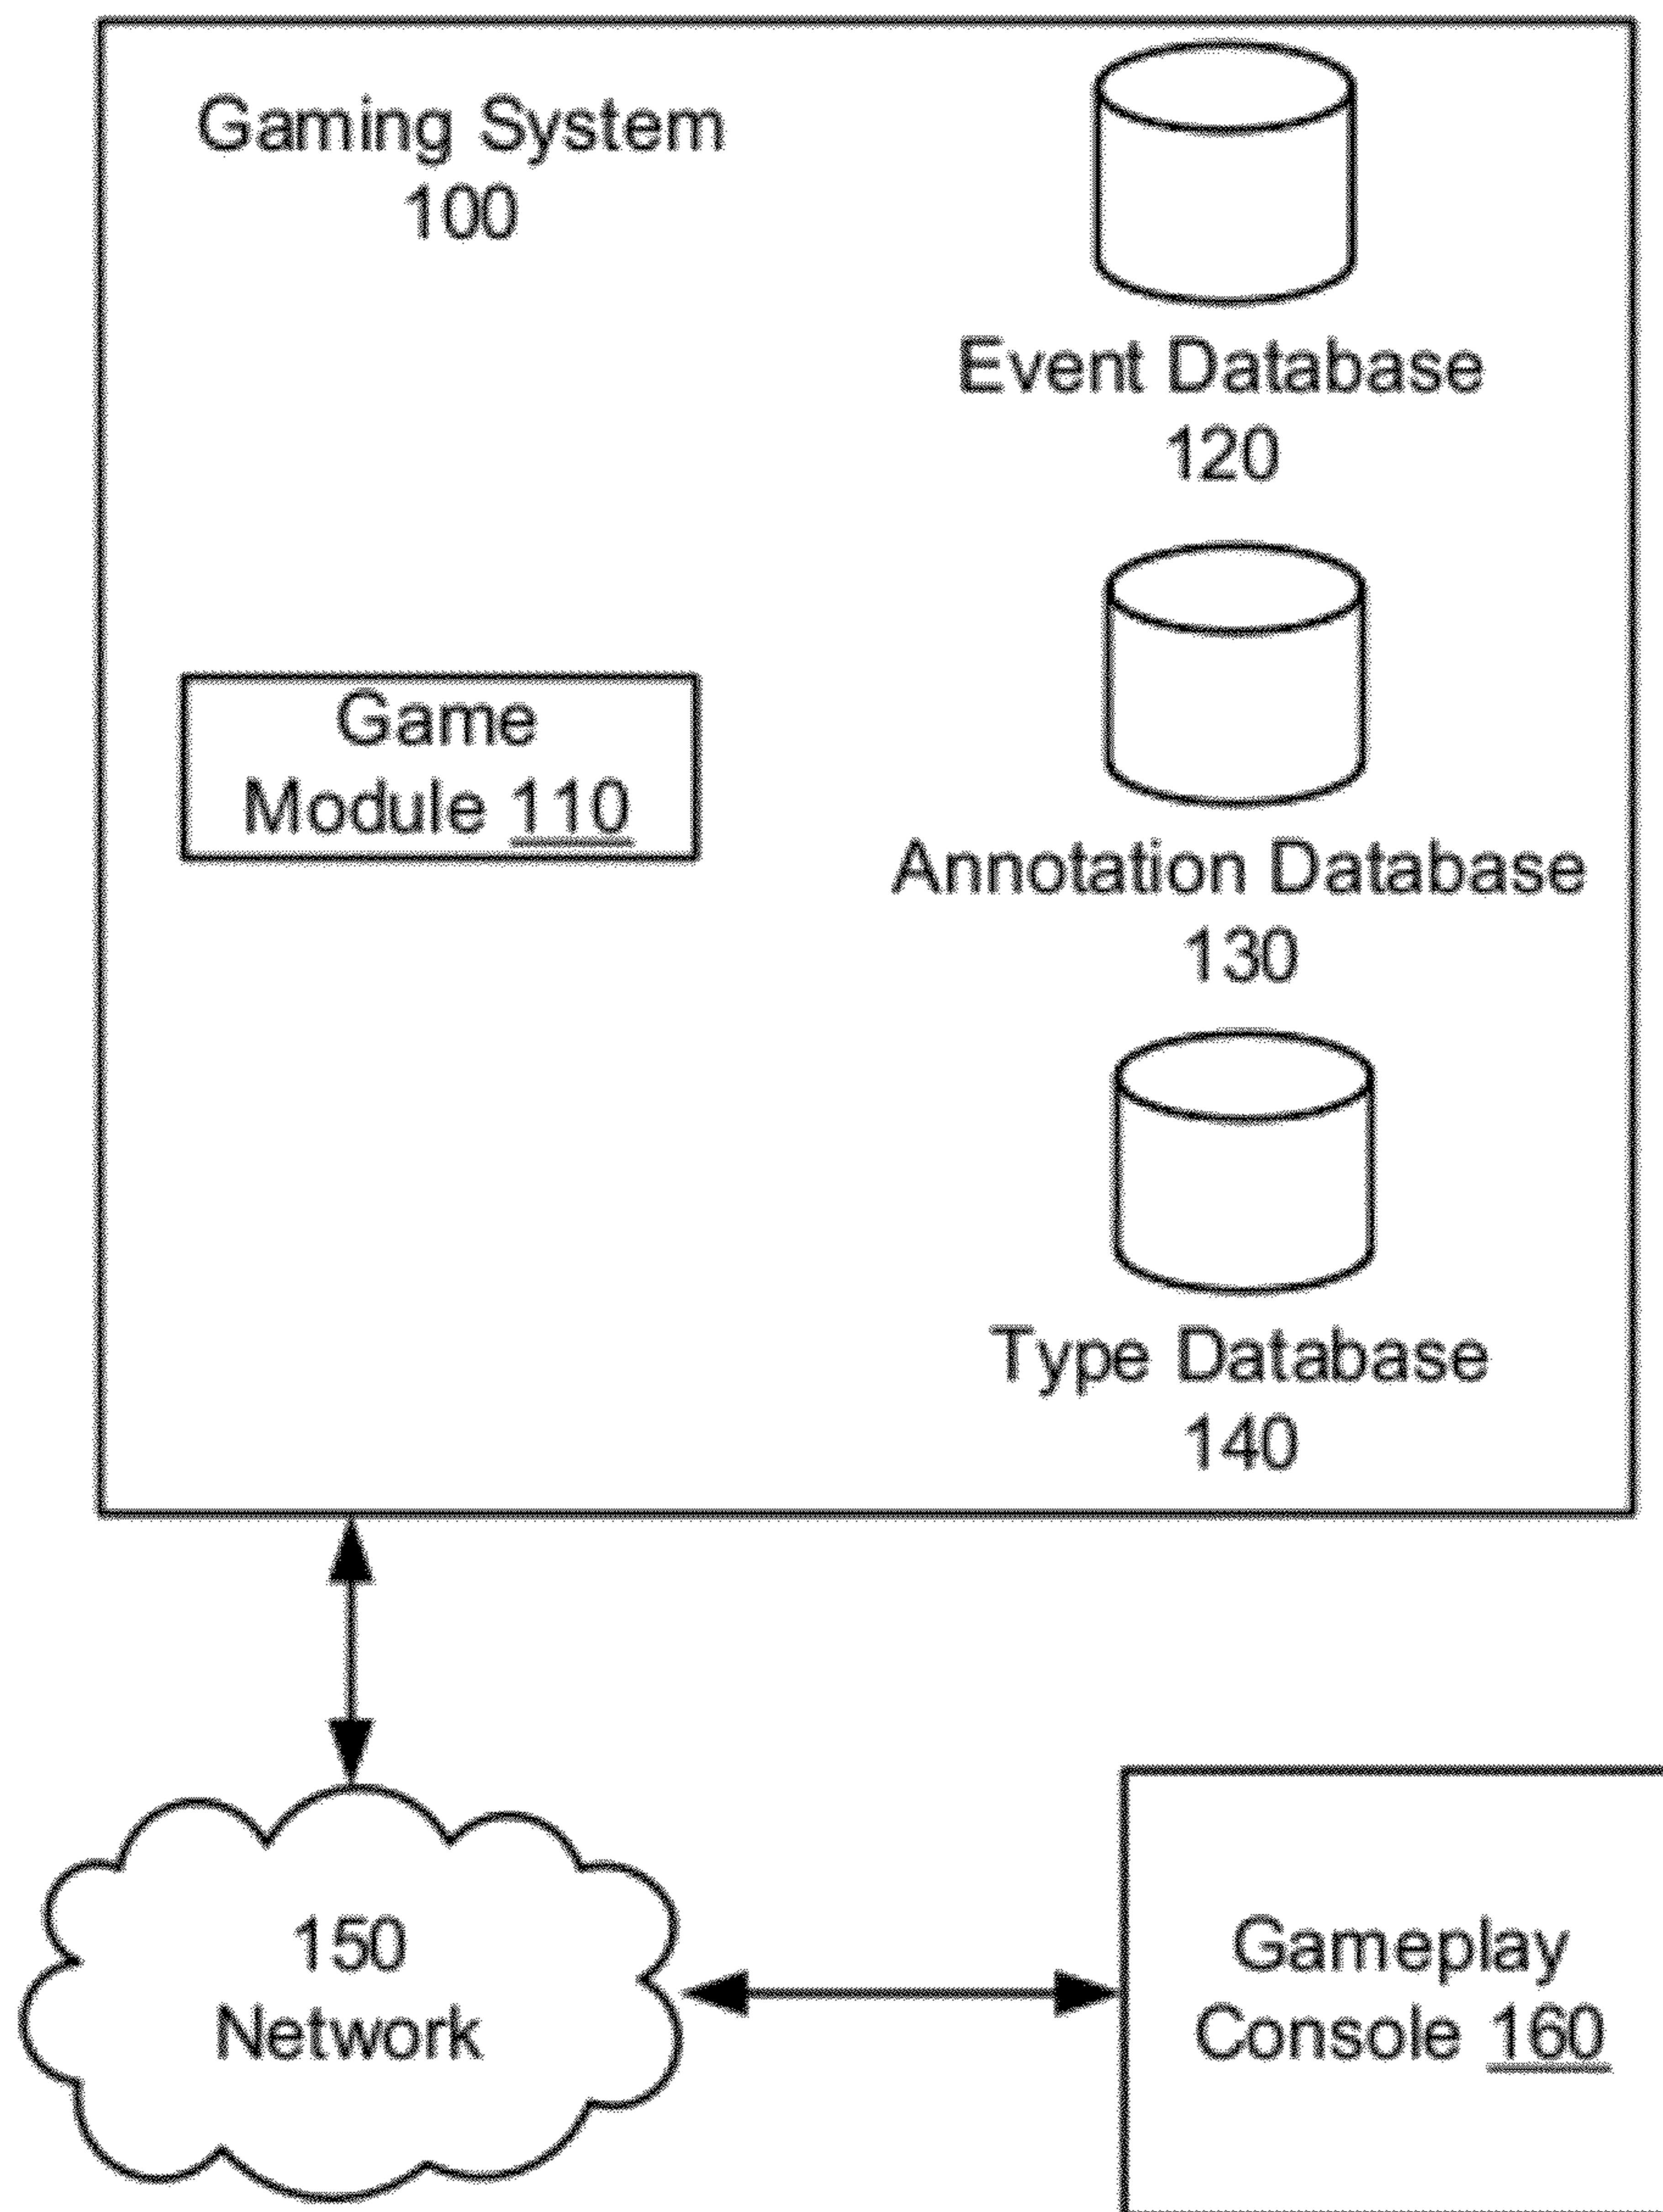 Gaming System
100
Event Database
120
Game
Module 110
Annotation Database
130
Type Database
140
150
Network
Gameplay
Console 160